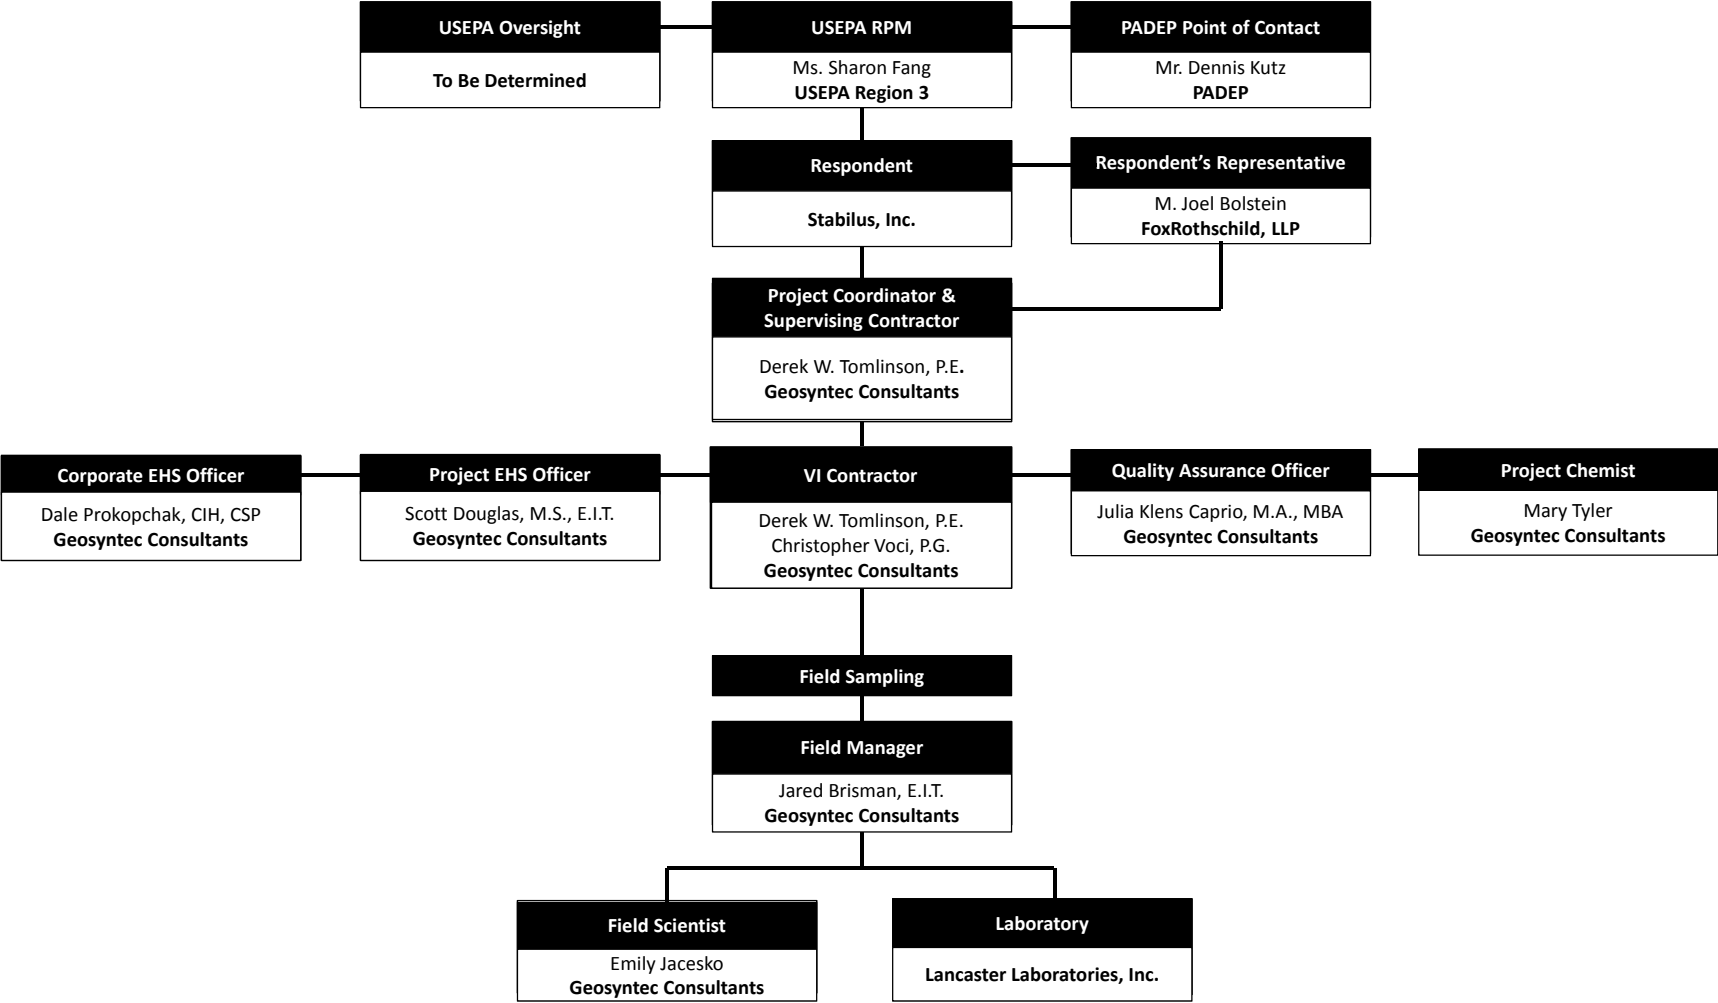 USEPA Oversight
To Be Determined
USEPA RPM
Ms. Sharon Fang
USEPA Region 3
PADEP Point of Contact
Mr. Dennis Kutz
PADEP
Respondent
Stabilus, Inc.
Respondent’s Representative
M. Joel Bolstein
FoxRothschild, LLP
Project Coordinator &
Supervising Contractor
Derek W. Tomlinson, P.E.
Geosyntec Consultants
Corporate EHS Officer
Dale Prokopchak, CIH, CSP
Geosyntec Consultants
Project EHS Officer
Scott Douglas, M.S., E.I.T.
Geosyntec Consultants
VI Contractor
Derek W. Tomlinson, P.E.
Christopher Voci, P.G.
Geosyntec Consultants
Quality Assurance Officer
Julia Klens Caprio, M.A., MBA
Geosyntec Consultants
Project Chemist
Mary Tyler
Geosyntec Consultants
Field Sampling
Field Manager
Jared Brisman, E.I.T.
Geosyntec Consultants
Field Scientist
Emily Jacesko
Geosyntec Consultants
Laboratory
Lancaster Laboratories, Inc.